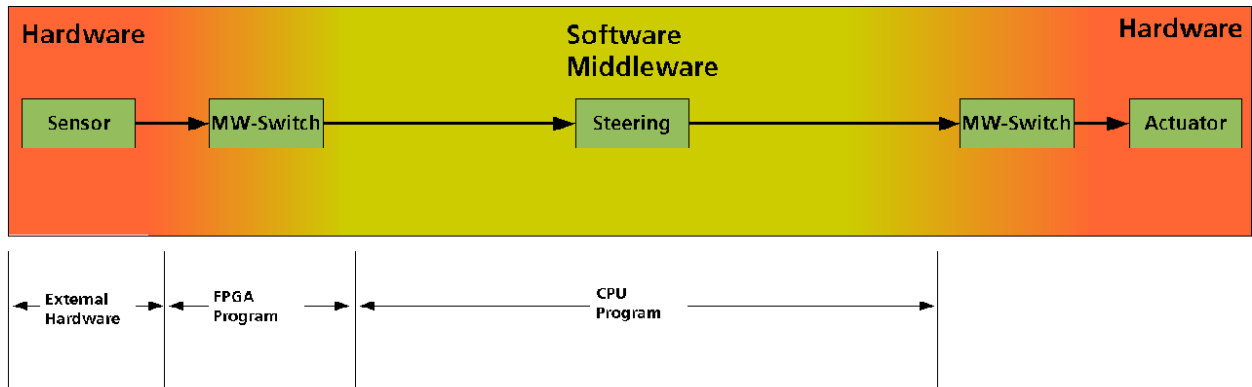 Hardware
Software
Middleware
Hardware
Sensor
MW-Switch
Steering
MW-Switch
Actuator
External
Hardware
FPGA
Program
CPU
Program